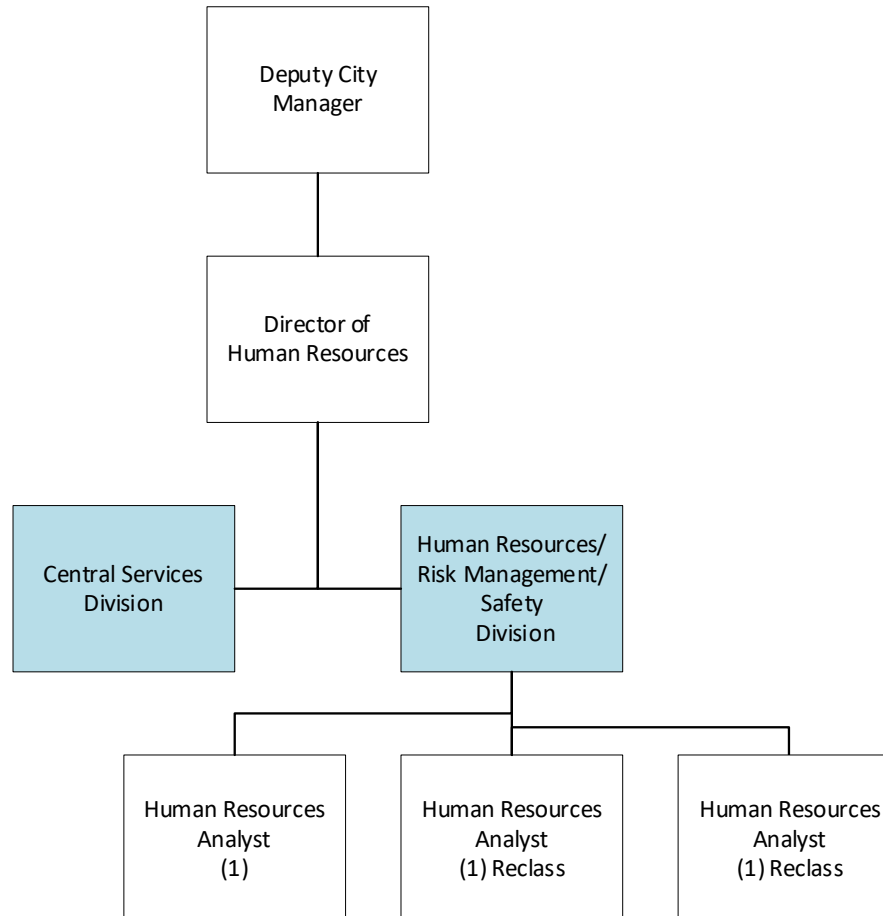 Deputy City
Manager
Director of
Human Resources
Central Services
Division
Human Resources/
Risk Management/
Safety
Division
Human Resources
Analyst
(1)
Human Resources
Analyst
(1) Reclass
Human Resources
Analyst
(1) Reclass